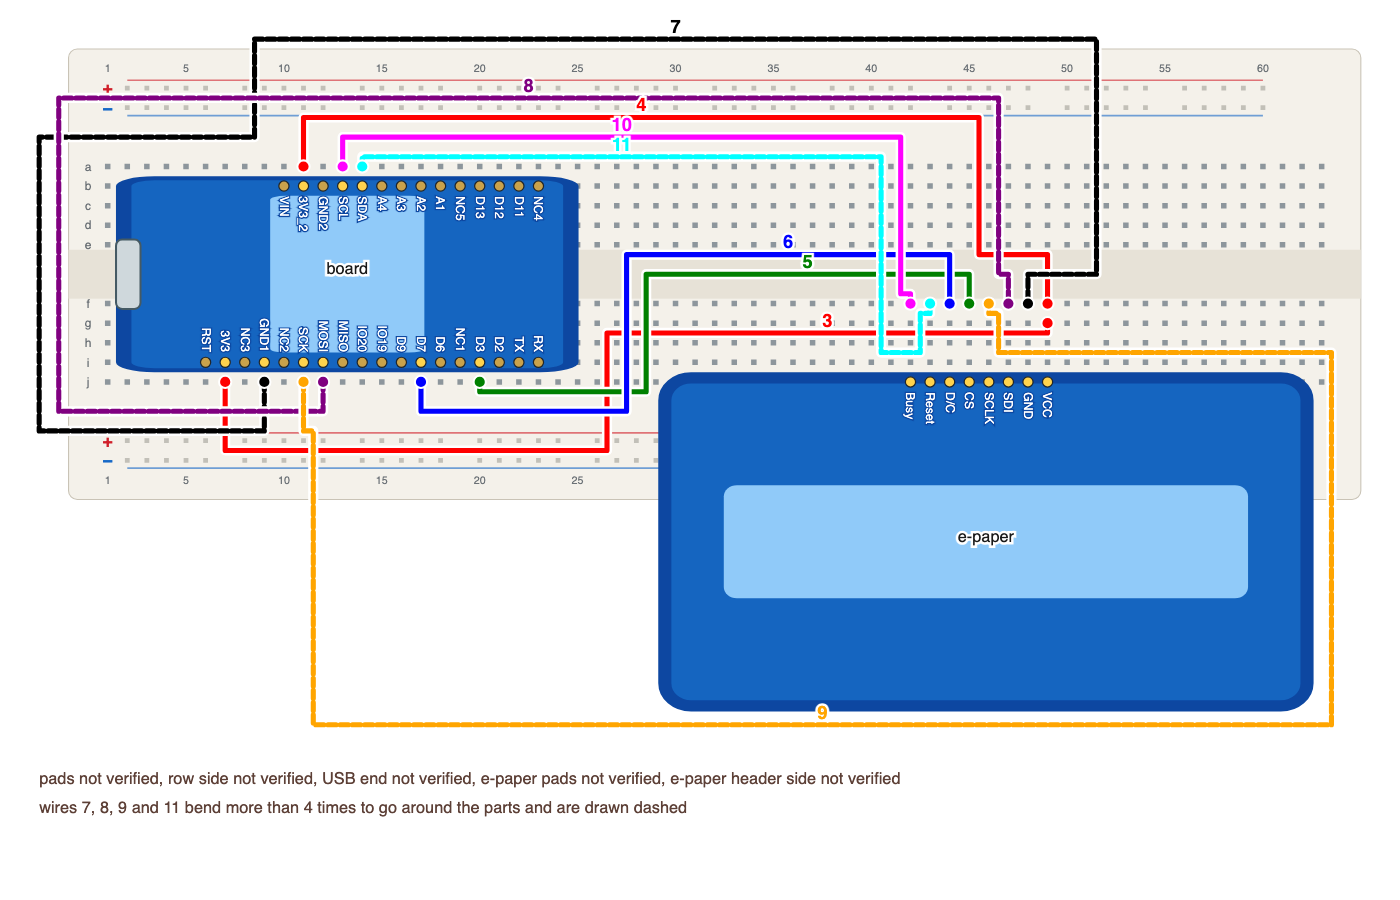 7
1 5 10 15 20 25 30 35 40 45 50 55 60
+
8
−
4
10
11
a
b
c
d
e
f
g
h
i
j
VIN 3V3_2 GND2 SCL SDA A4 A3 A2 A1 NC5 D13 D12 D11 NC4
6
5
board
3
RST 3V3 NC3 GND1 NC2 SCK MOSI MISO IO20 IO19 D9 D7 D6 NC1 D3 D2 TX RX
Busy Reset D/C CS SCLK SDI GND VCC
+
−
1 5 10 15 20 25
e-paper
9
pads not verified, row side not verified, USB end not verified, e-paper pads not verified, e-paper header side not verified
wires 7, 8, 9 and 11 bend more than 4 times to go around the parts and are drawn dashed